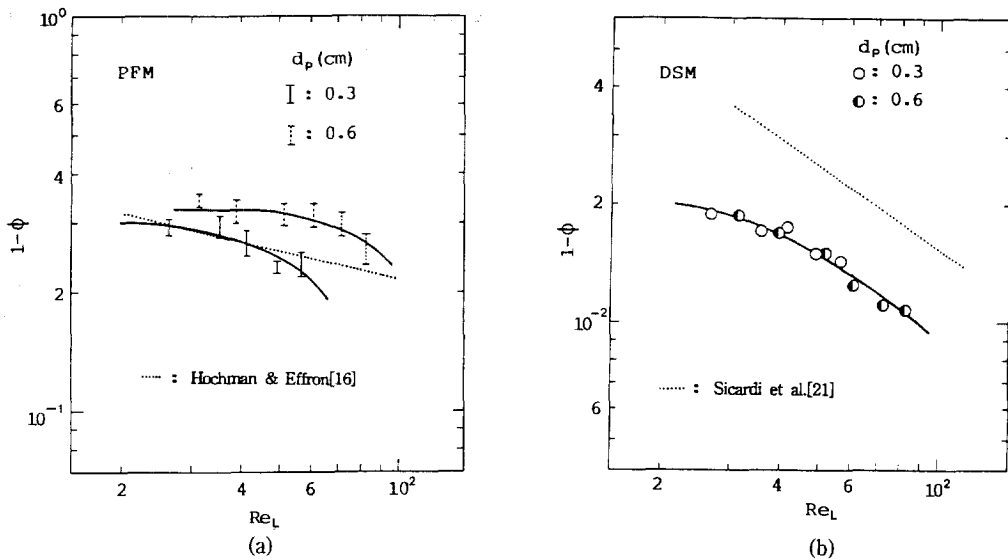 10⁰
8
6
4
1-ϕ
2
10⁻¹
PFM
dₚ(cm)
: 0.3
: 0.6
: Hochman & Effron[16]
2
4
6
10²
Re_L
(a)
4
2
1-ϕ
10⁻²
8
6
DSM
dₚ(cm)
: 0.3
: 0.6
: Sicardi et al.[21]
2
4
6
10²
Re_L
(b)